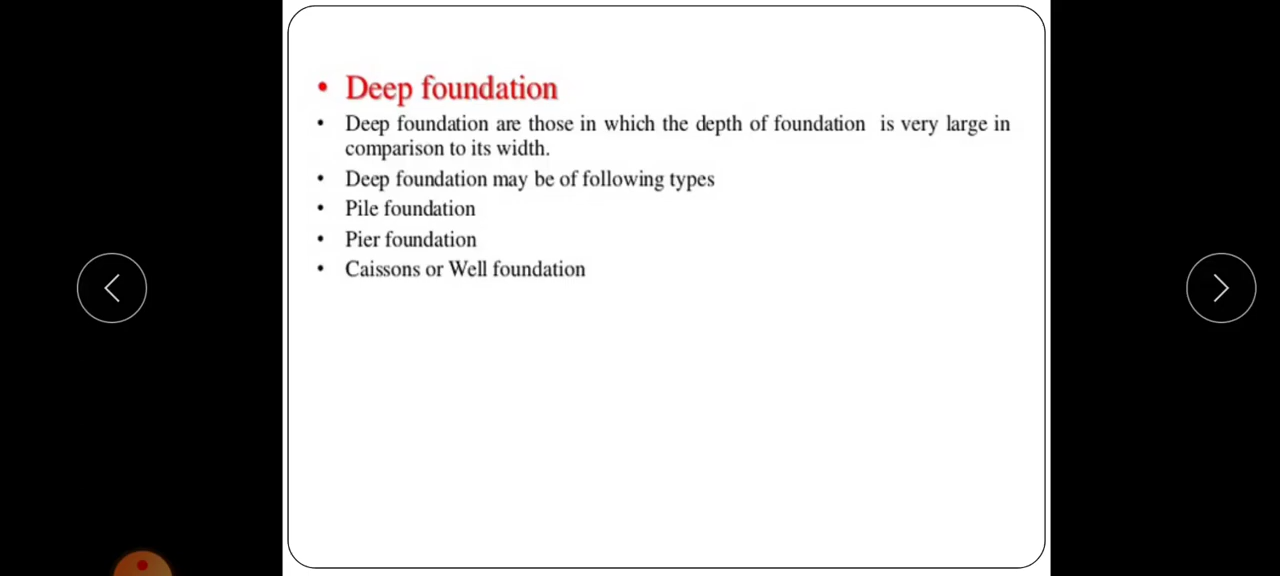 • Deep foundation
• Deep foundation are those in which the depth of foundation is very large in
comparison to its width.
• Deep foundation may be of following types
• Pile foundation
• Pier foundation
• Caissons or Well foundation